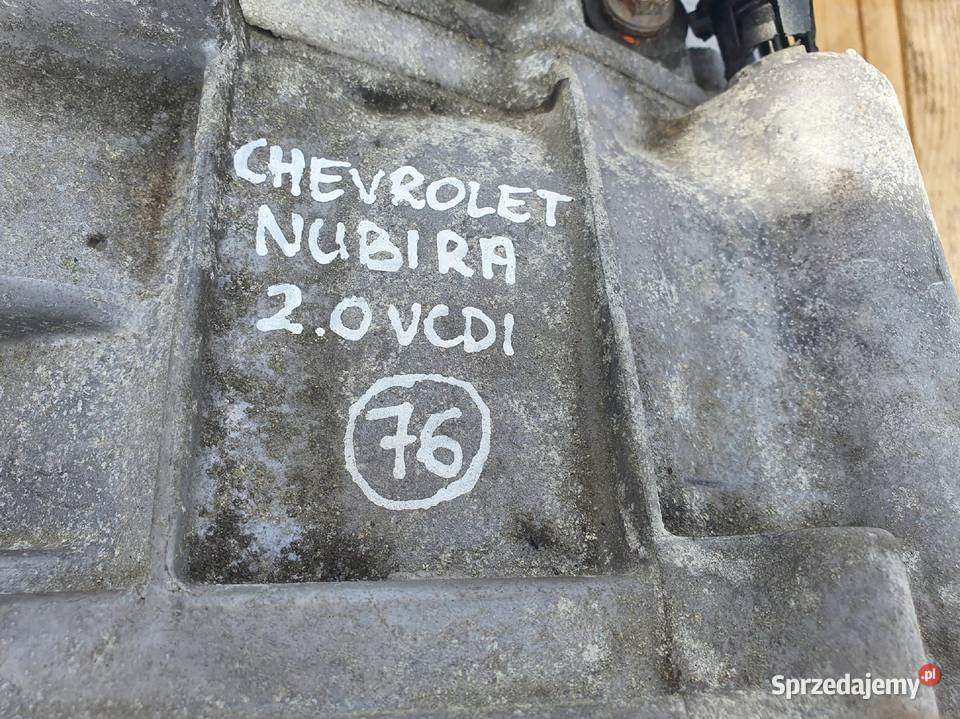 CHEVROLET
NUBIRA
2.0 VCDI
76
Sprzedajemy.pl